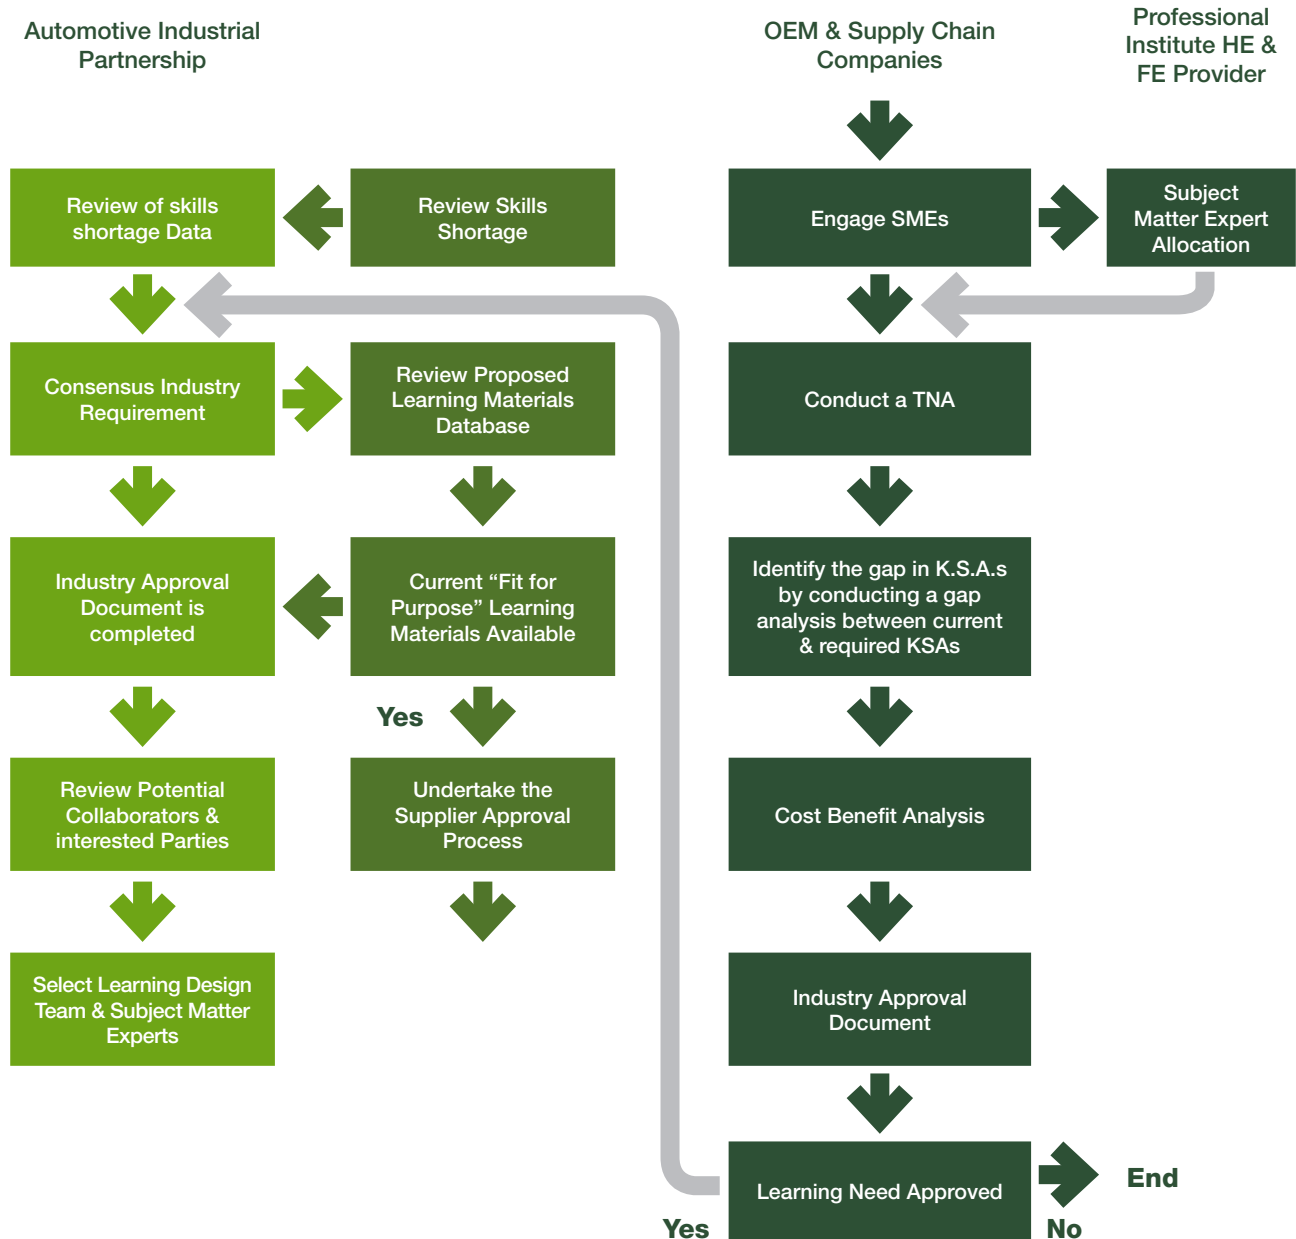 Automotive Industrial
Partnership
OEM & Supply Chain
Companies
Professional
Institute HE &
FE Provider
Review of skills
shortage Data
Review Skills
Shortage
Engage SMEs
Subject
Matter Expert
Allocation
Consensus Industry
Requirement
Review Proposed
Learning Materials
Database
Conduct a TNA
Industry Approval
Document is
completed
Current “Fit for
Purpose” Learning
Materials Available
Identify the gap in K.S.A.s
by conducting a gap
analysis between current
& required KSAs
Yes
Review Potential
Collaborators &
interested Parties
Undertake the
Supplier Approval
Process
Cost Benefit Analysis
Select Learning Design
Team & Subject Matter
Experts
Industry Approval
Document
Learning Need Approved
End
Yes
No